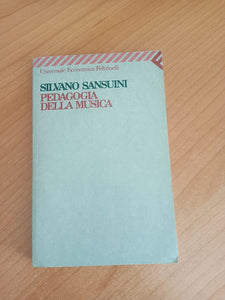 Universale Economica Feltrinelli
SILVANO SANSUINI
PEDAGOGIA
DELLA MUSICA